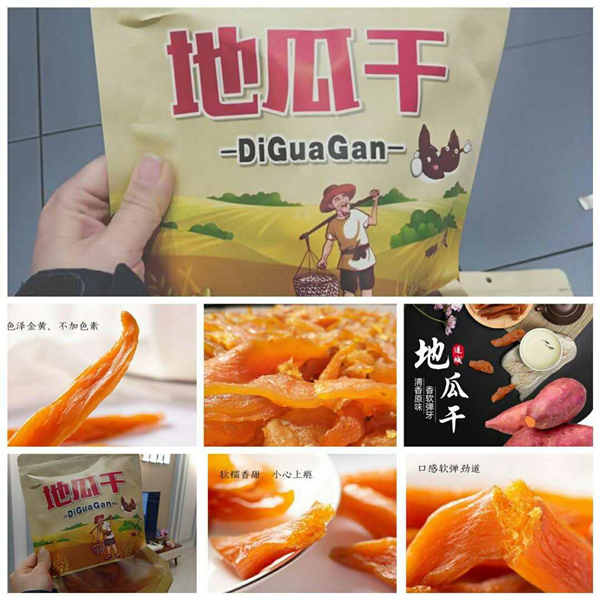 地瓜干
DiGuaGan
色泽金黄、不加色素
地瓜干
连城
香软弹牙
清香原味
地瓜干
DiGuaGan
软糯香甜 小心上瘾
口感软弹劲道